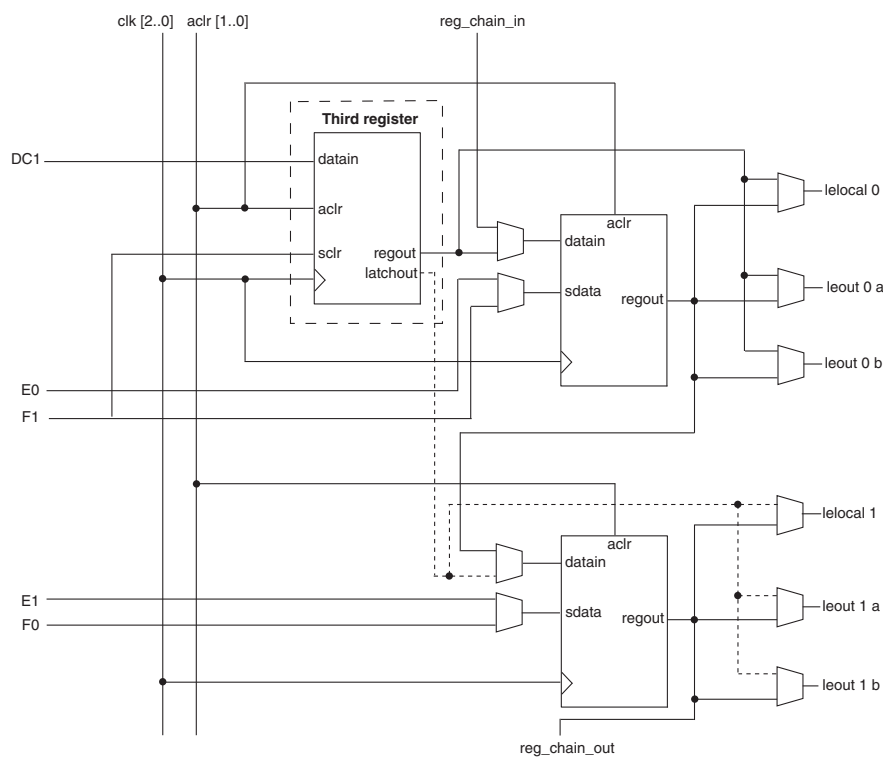 clk [2..0] aclr [1..0] reg_chain_in
Third register
DC1
datain
aclr
sclr
regout
latchout
aclr
datain
sdata
regout
lelocal 0
leout 0 a
leout 0 b
E0
F1
aclr
datain
sdata
regout
lelocal 1
leout 1 a
leout 1 b
E1
F0
reg_chain_out